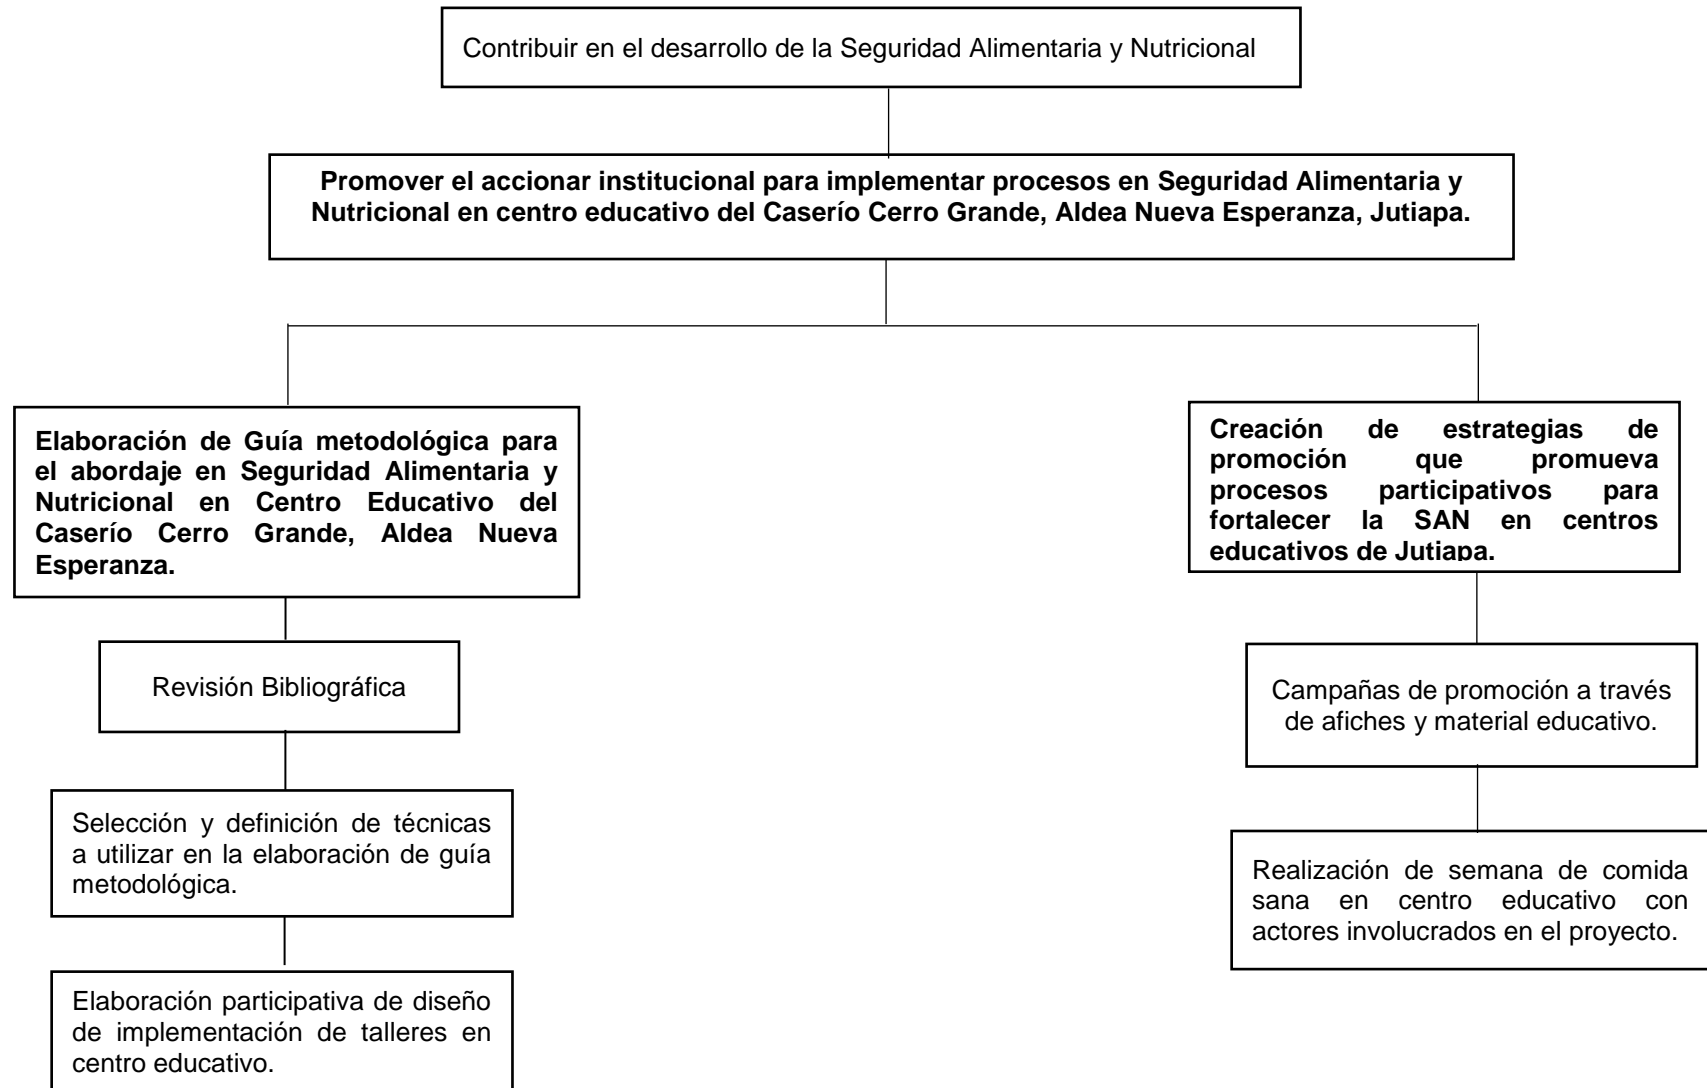 Contribuir en el desarrollo de la Seguridad Alimentaria y Nutricional
Promover el accionar institucional para implementar procesos en Seguridad Alimentaria y
Nutricional en centro educativo del Caserío Cerro Grande, Aldea Nueva Esperanza, Jutiapa.
Elaboración de Guía metodológica para
el abordaje en Seguridad Alimentaria y
Nutricional en Centro Educativo del
Caserío Cerro Grande, Aldea Nueva
Esperanza.
Revisión Bibliográfica
Selección y definición de técnicas
a utilizar en la elaboración de guía
metodológica.
Elaboración participativa de diseño
de implementación de talleres en
centro educativo.
Creación de estrategias de
promoción que promueva
procesos participativos para
fortalecer la SAN en centros
educativos de Jutiapa.
Campañas de promoción a través
de afiches y material educativo.
Realización de semana de comida
sana en centro educativo con
actores involucrados en el proyecto.